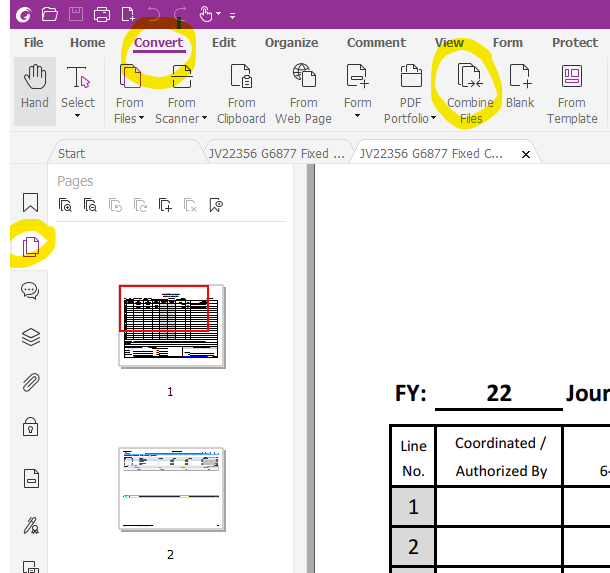 File Home Convert Edit Organize Comment View Form Protect
Hand Select From Files From Scanner From Clipboard From Web Page Form PDF Portfolio Combine Files Blank From Template
Start JV22356 G6877 Fixed ... JV22356 G6877 Fixed C... x
Pages
1
2
FY: 22 Jour
Line No. Coordinated / Authorized By 6-
1
2